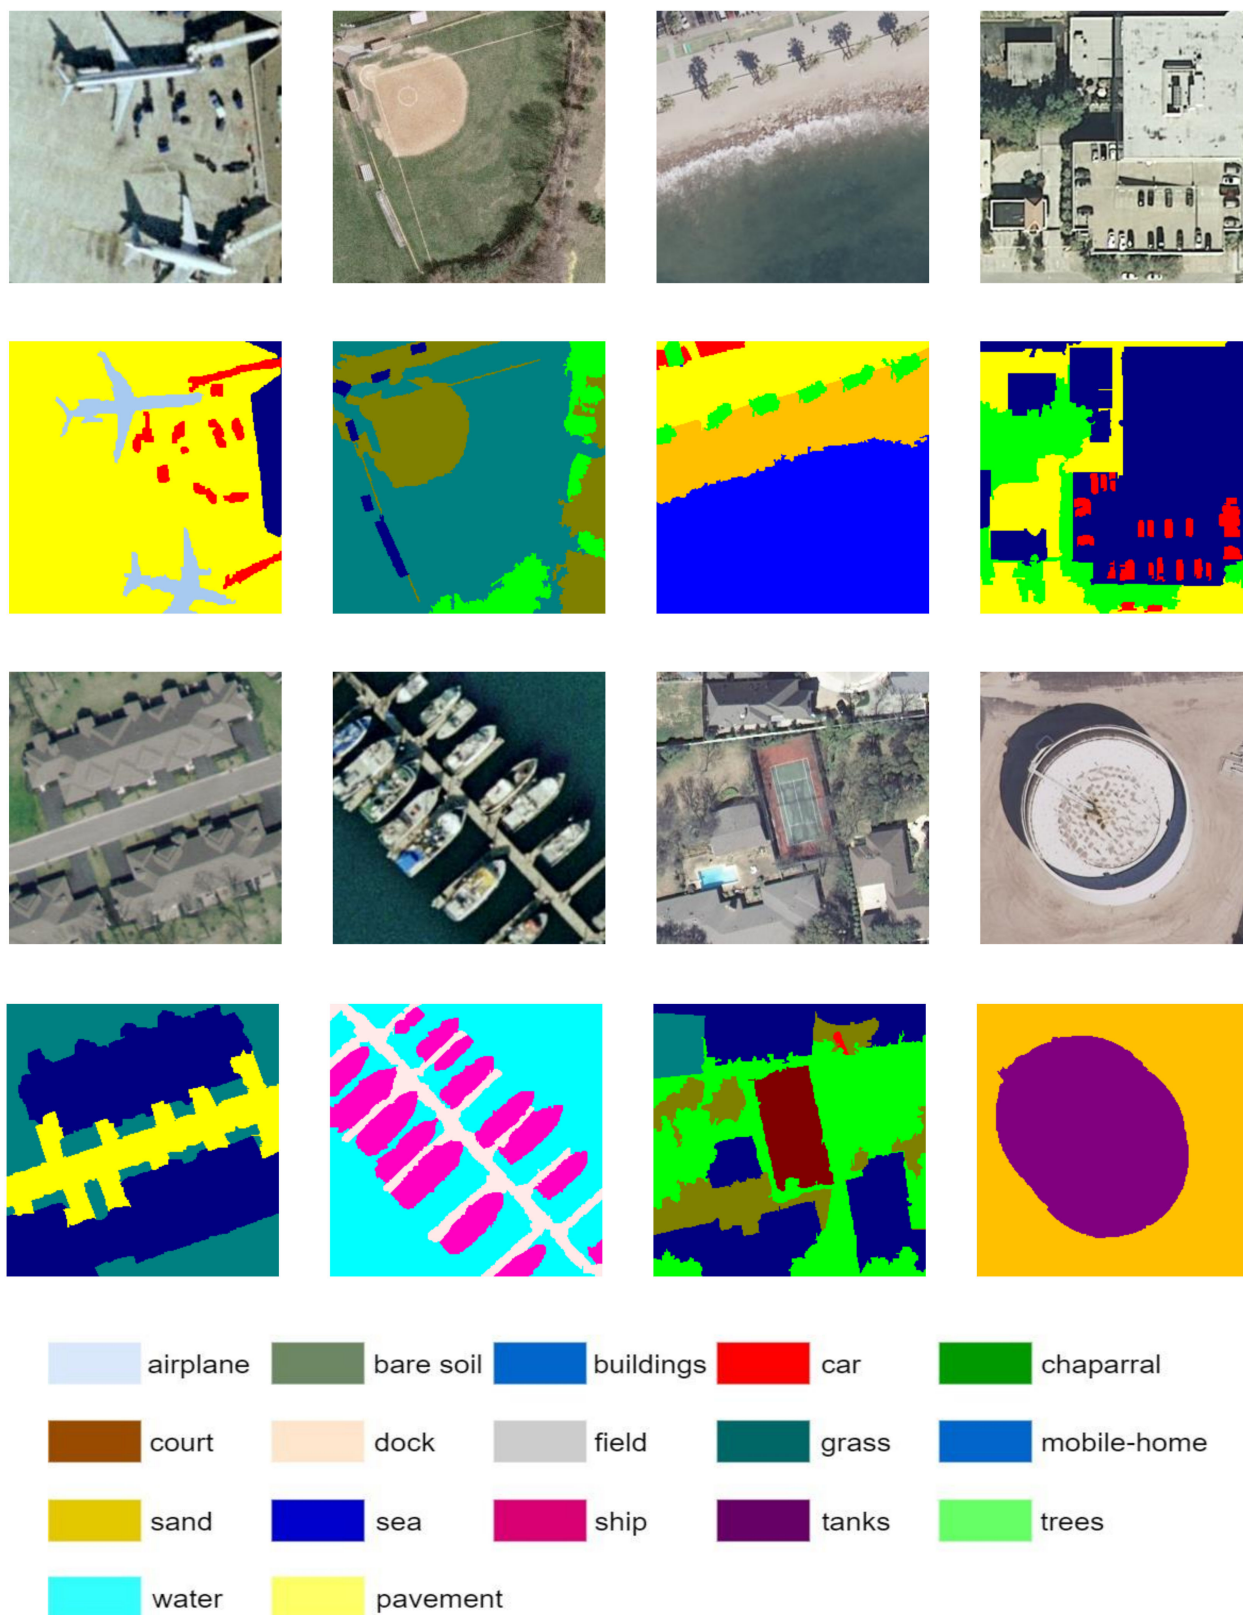 airplane bare soil buildings car chaparral
court dock field grass mobile-home
sand sea ship tanks trees
water pavement